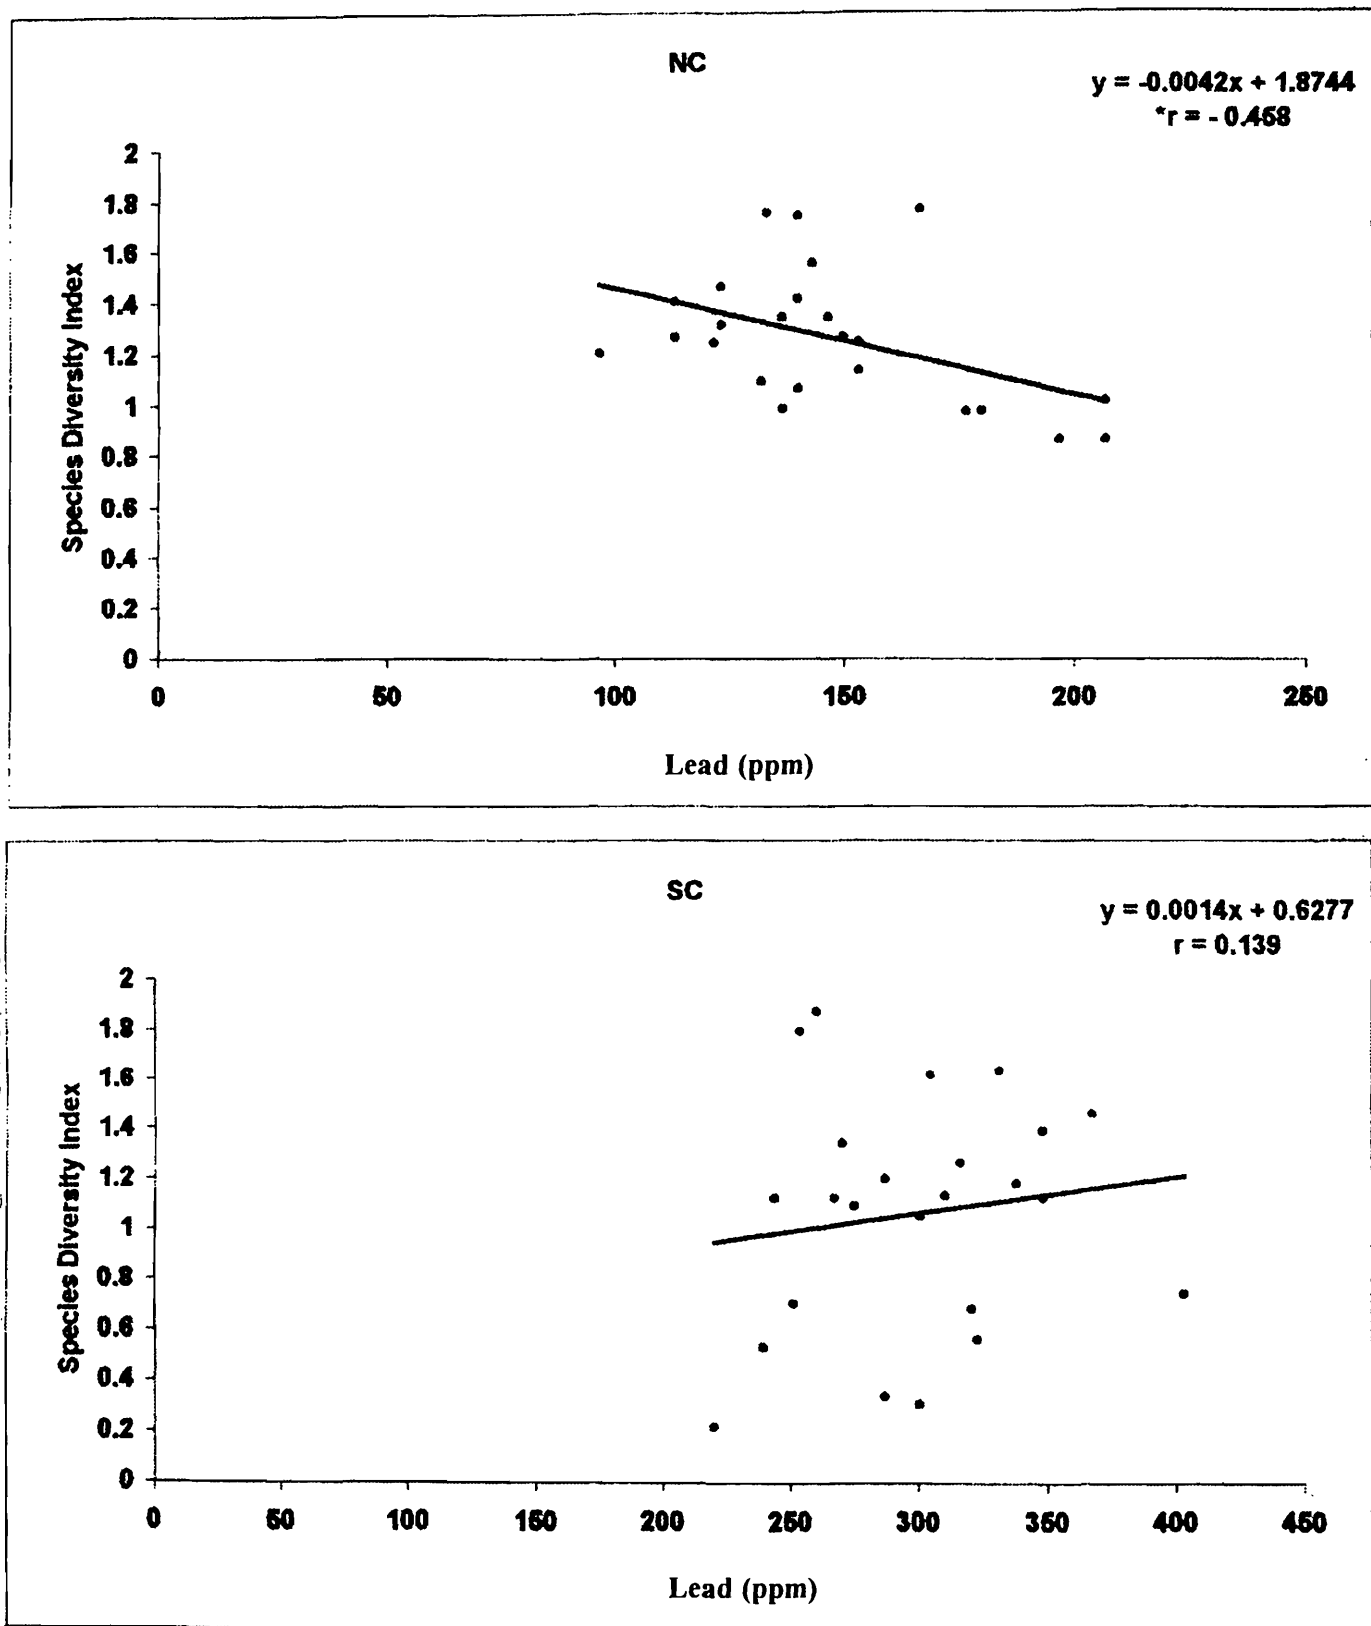 NC
y = -0.0042x + 1.8744
*r = - 0.458
2
1.8
1.6
1.4
1.2
1
0.8
0.6
0.4
0.2
0
Species Diversity Index
0 50 100 150 200 250
Lead (ppm)
SC
y = 0.0014x + 0.6277
r = 0.139
2
1.8
1.6
1.4
1.2
1
0.8
0.6
0.4
0.2
0
Species Diversity Index
0 50 100 150 200 250 300 350 400 450
Lead (ppm)